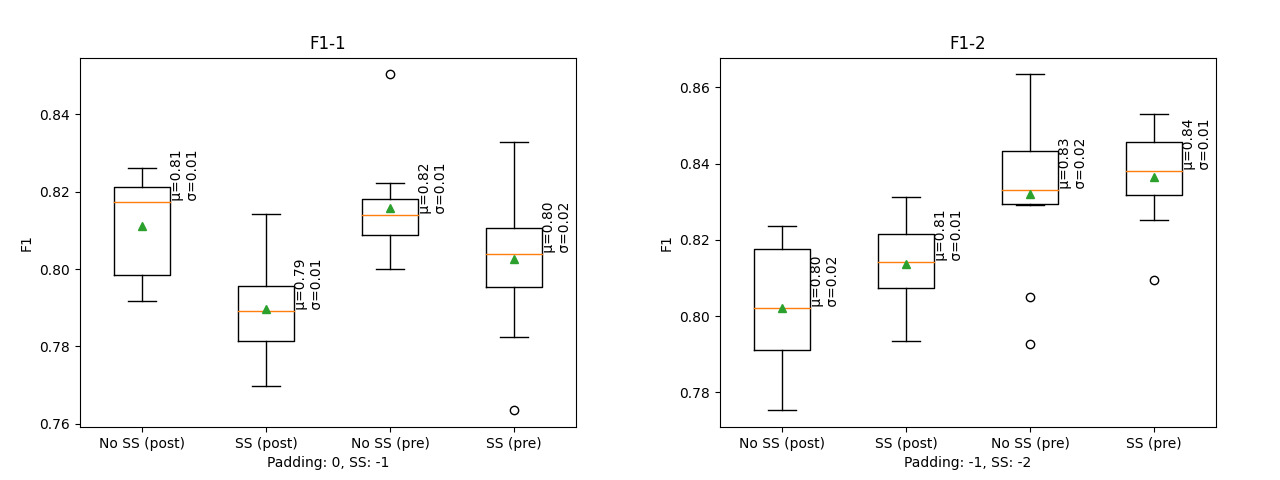 F1-1
F1
0.84
0.82
0.80
0.78
0.76
μ=0.81
σ=0.01
μ=0.79
σ=0.01
μ=0.82
σ=0.01
μ=0.80
σ=0.02
No SS (post)
SS (post)
No SS (pre)
SS (pre)
Padding: 0, SS: -1
F1-2
F1
0.86
0.84
0.82
0.80
0.78
μ=0.80
σ=0.02
μ=0.81
σ=0.01
μ=0.83
σ=0.02
μ=0.84
σ=0.01
No SS (post)
SS (post)
No SS (pre)
SS (pre)
Padding: -1, SS: -2